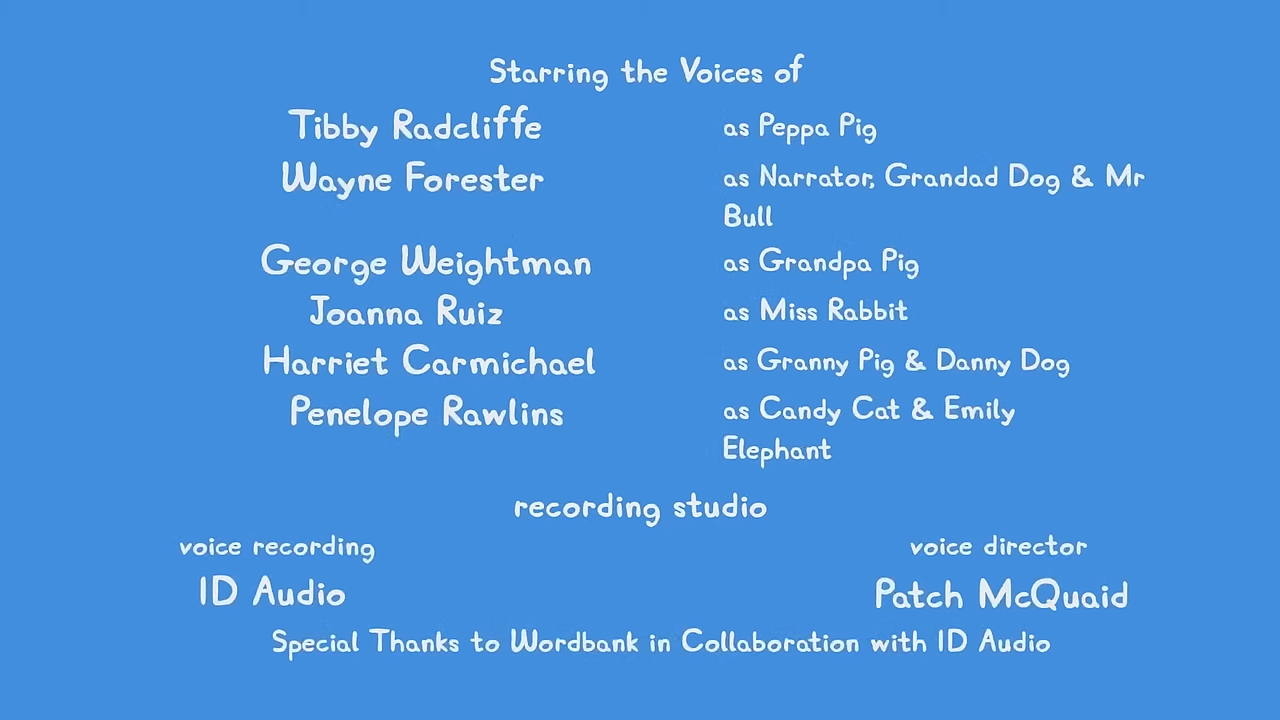 Starring the Voices of
Tibby Radcliffe as Peppa Pig
Wayne Forester as Narrator, Grandad Dog & Mr
Bull
George Weightman as Grandpa Pig
Joanna Ruiz as Miss Rabbit
Harriet Carmichael as Granny Pig & Danny Dog
Penelope Rawlins as Candy Cat & Emily
Elephant
recording studio
voice recording voice director
ID Audio Patch McQuaid
Special Thanks to Wordbank in Collaboration with ID Audio